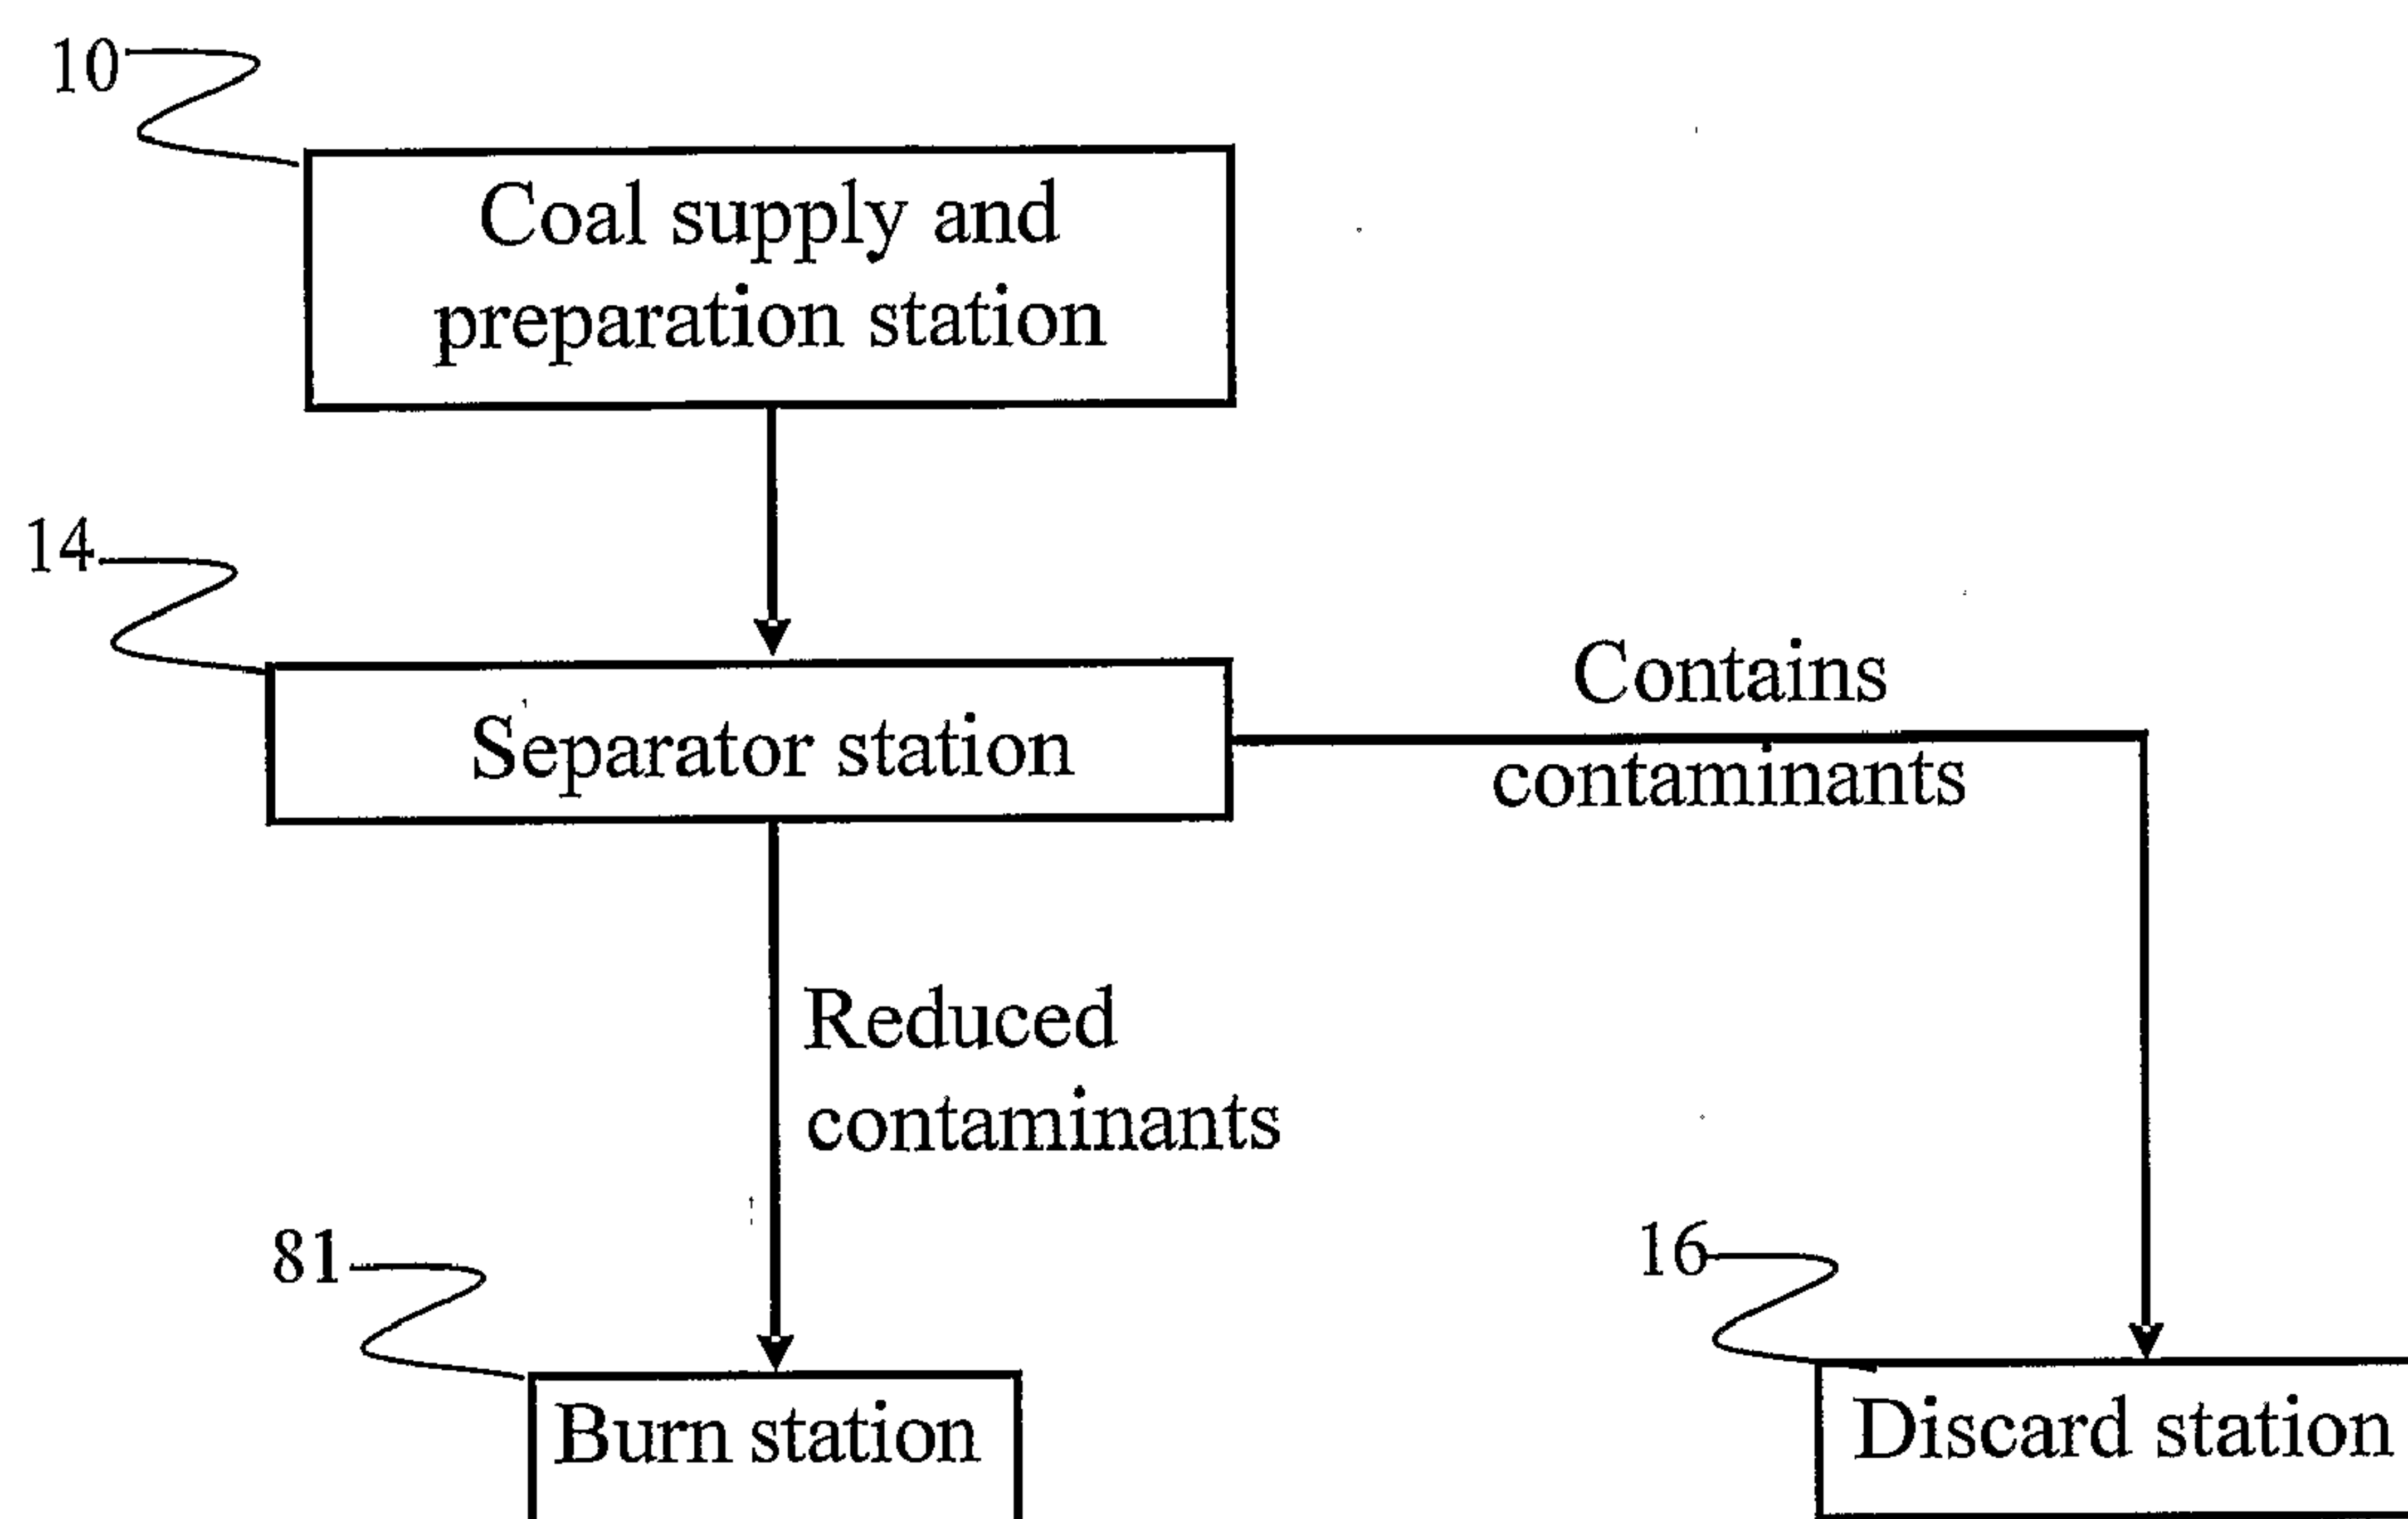 10
Coal supply and
preparation station
14
Separator station
Contains
contaminants
Reduced
contaminants
81
Burn station
16
Discard station